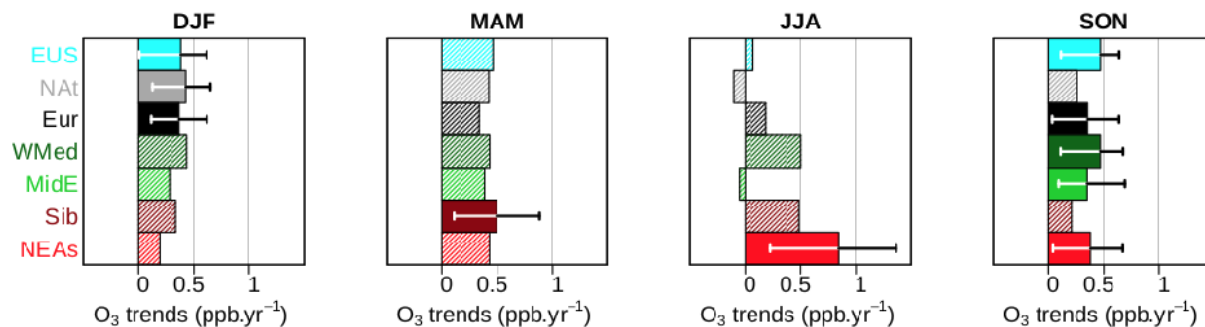 DJF MAM JJA SON
EUS
NAt
Eur
WMed
MidE
Sib
NEAs
0 0.5 1 0 0.5 1 0 0.5 1 0 0.5 1
O₃ trends (ppb.yr⁻¹) O₃ trends (ppb.yr⁻¹) O₃ trends (ppb.yr⁻¹) O₃ trends (ppb.yr⁻¹)